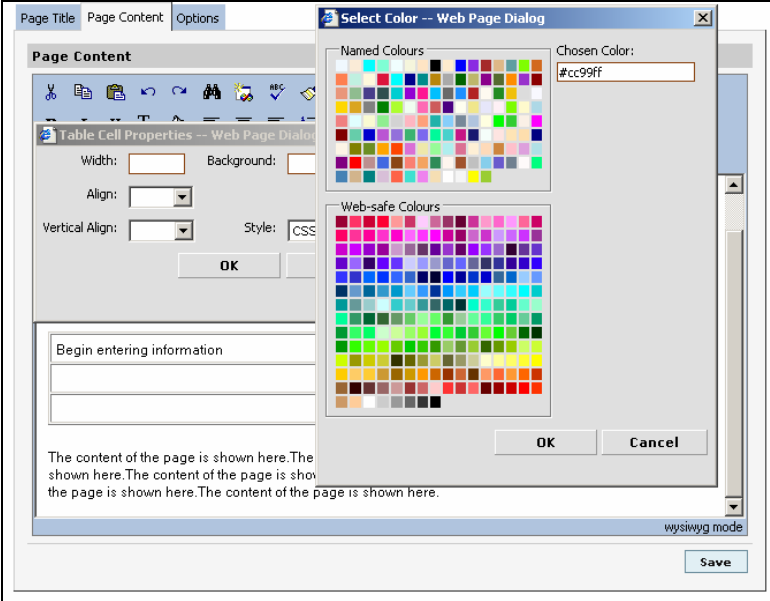 Page Title Page Content Options
Page Content
ABC
Table Cell Properties -- Web Page Dialog
Width: Background:
Align:
Vertical Align: Style: CSS
OK
Begin entering information
The content of the page is shown here.The
shown here.The content of the page is show
the page is shown here.The content of the page is shown here.
wysiwyg mode
Save
Select Color -- Web Page Dialog
Named Colours
Chosen Color:
#cc99ff
Web-safe Colours
OK Cancel